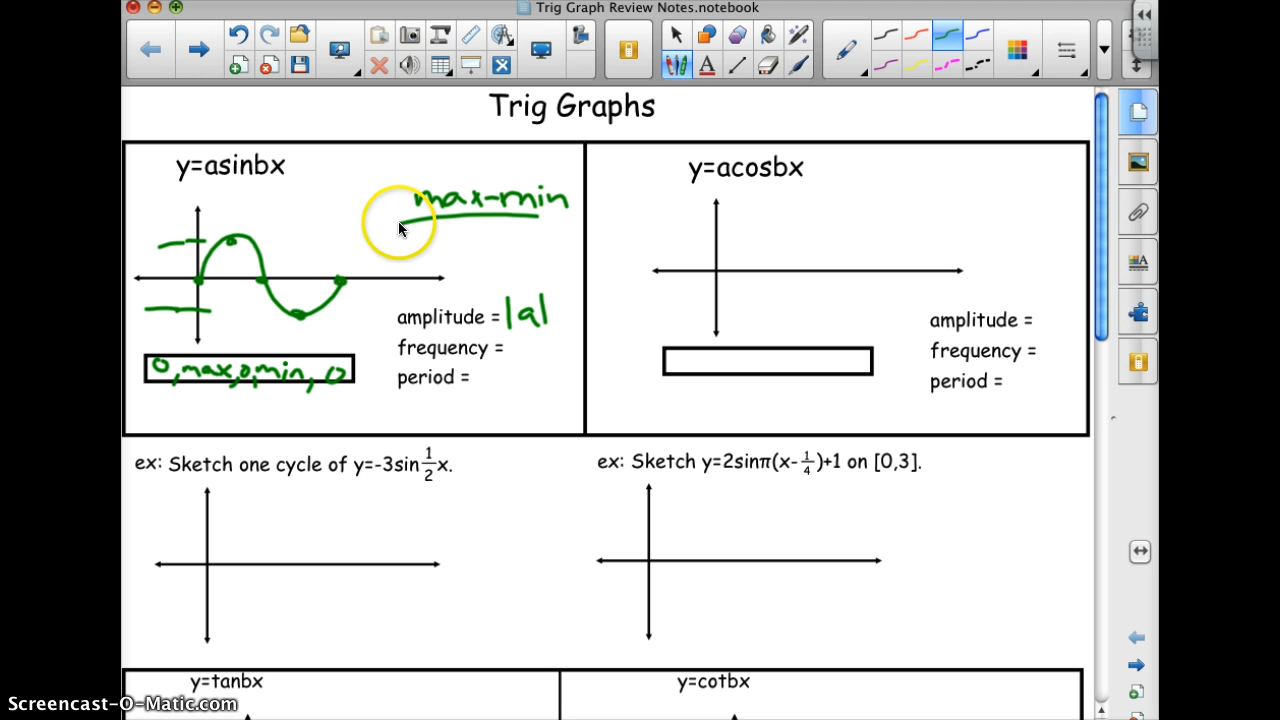 Trig Graph Review Notes.notebook
Trig Graphs
y=asinbx
max-min
amplitude = |a|
frequency =
period =
0,max,0,min, 0
y=acosbx
amplitude =
frequency =
period =
ex: Sketch one cycle of y=-3sin1/2x.
ex: Sketch y=2sinπ(x-1/4)+1 on [0,3].
y=tanbx
y=cotbx
Screencast-O-Matic.com